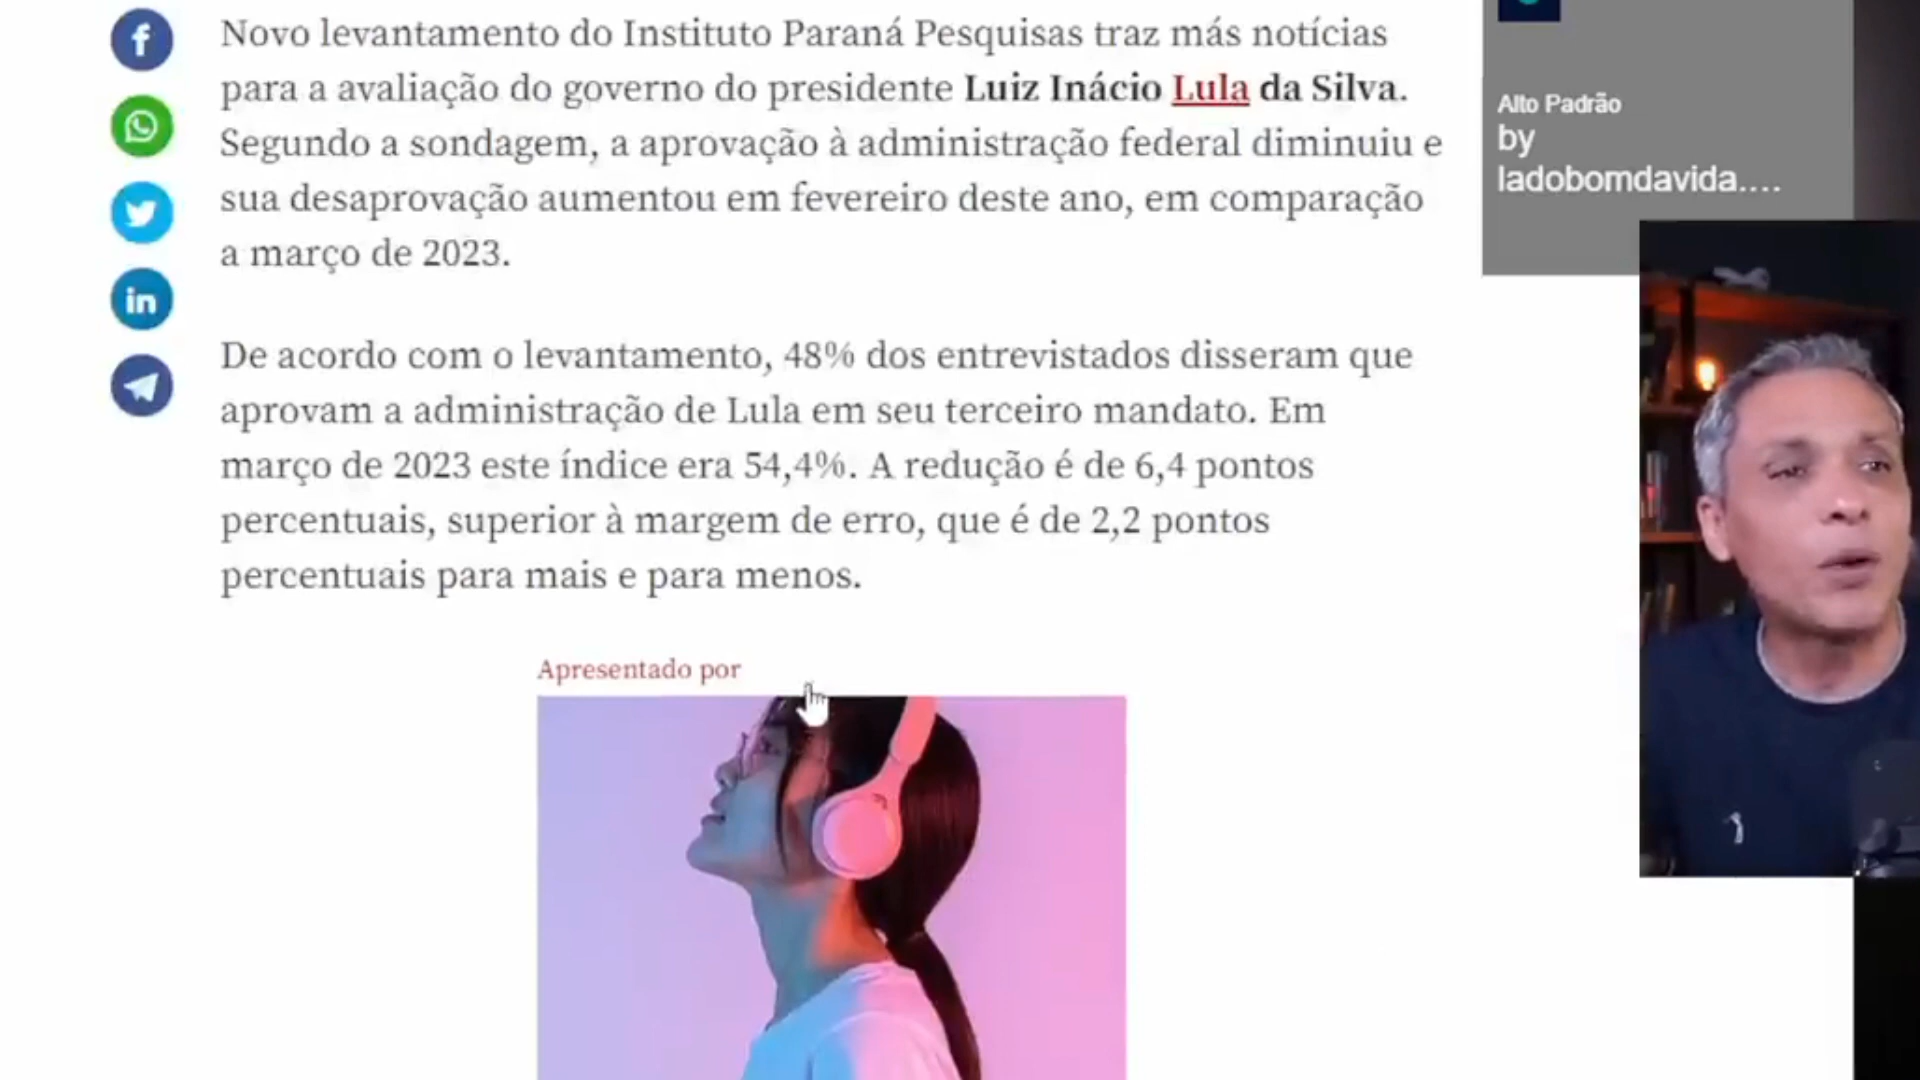 Novo levantamento do Instituto Paraná Pesquisas traz más notícias
para a avaliação do governo do presidente Luiz Inácio Lula da Silva.
Segundo a sondagem, a aprovação à administração federal diminuiu e
sua desaprovação aumentou em fevereiro deste ano, em comparação
a março de 2023.
De acordo com o levantamento, 48% dos entrevistados disseram que
aprovam a administração de Lula em seu terceiro mandato. Em
março de 2023 este índice era 54,4%. A redução é de 6,4 pontos
percentuais, superior à margem de erro, que é de 2,2 pontos
percentuais para mais e para menos.
Apresentado por
Alto Padrão
by
ladobomdavida....